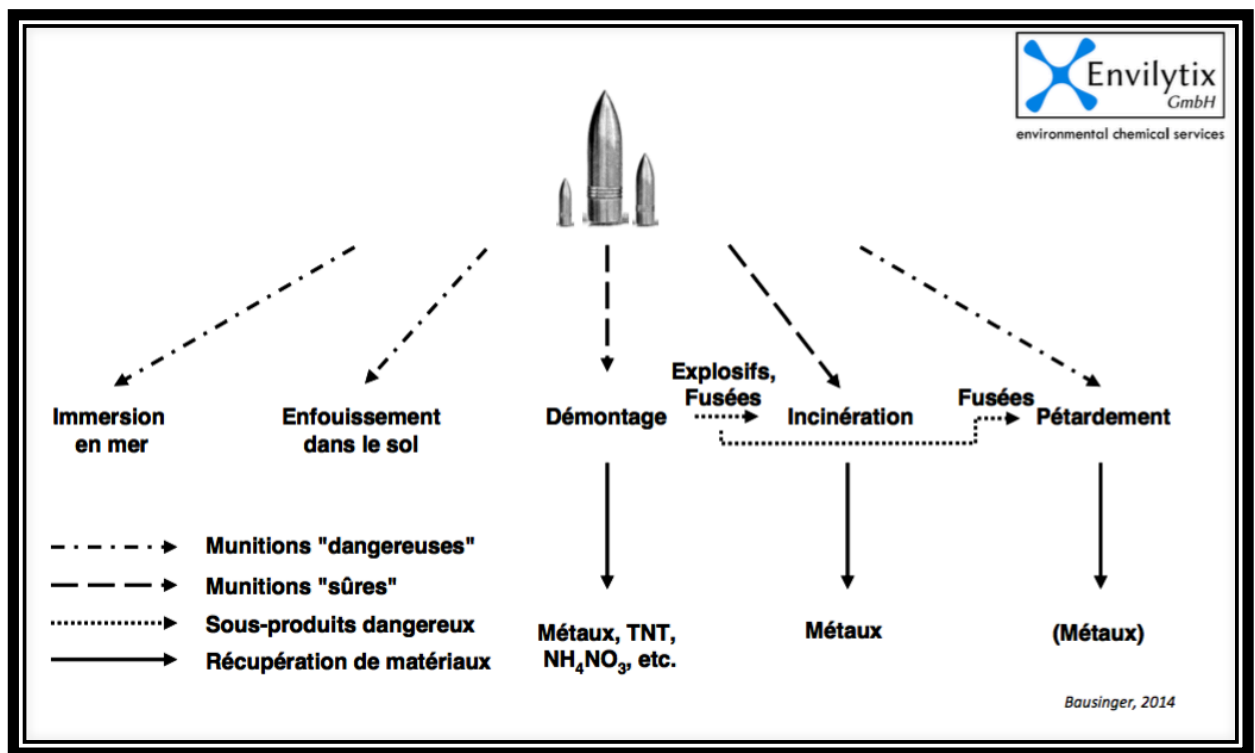 Envilytix
GmbH
environmental chemical services
Explosifs,
Fusées
Fusées
Immersion
en mer
Enfouissement
dans le sol
Démontage
Incinération
Pétardement
Munitions "dangereuses"
Munitions "sûres"
Sous-produits dangereux
Récupération de matériaux
Métaux, TNT,
NH₄NO₃, etc.
Métaux
(Métaux)
Bausinger, 2014